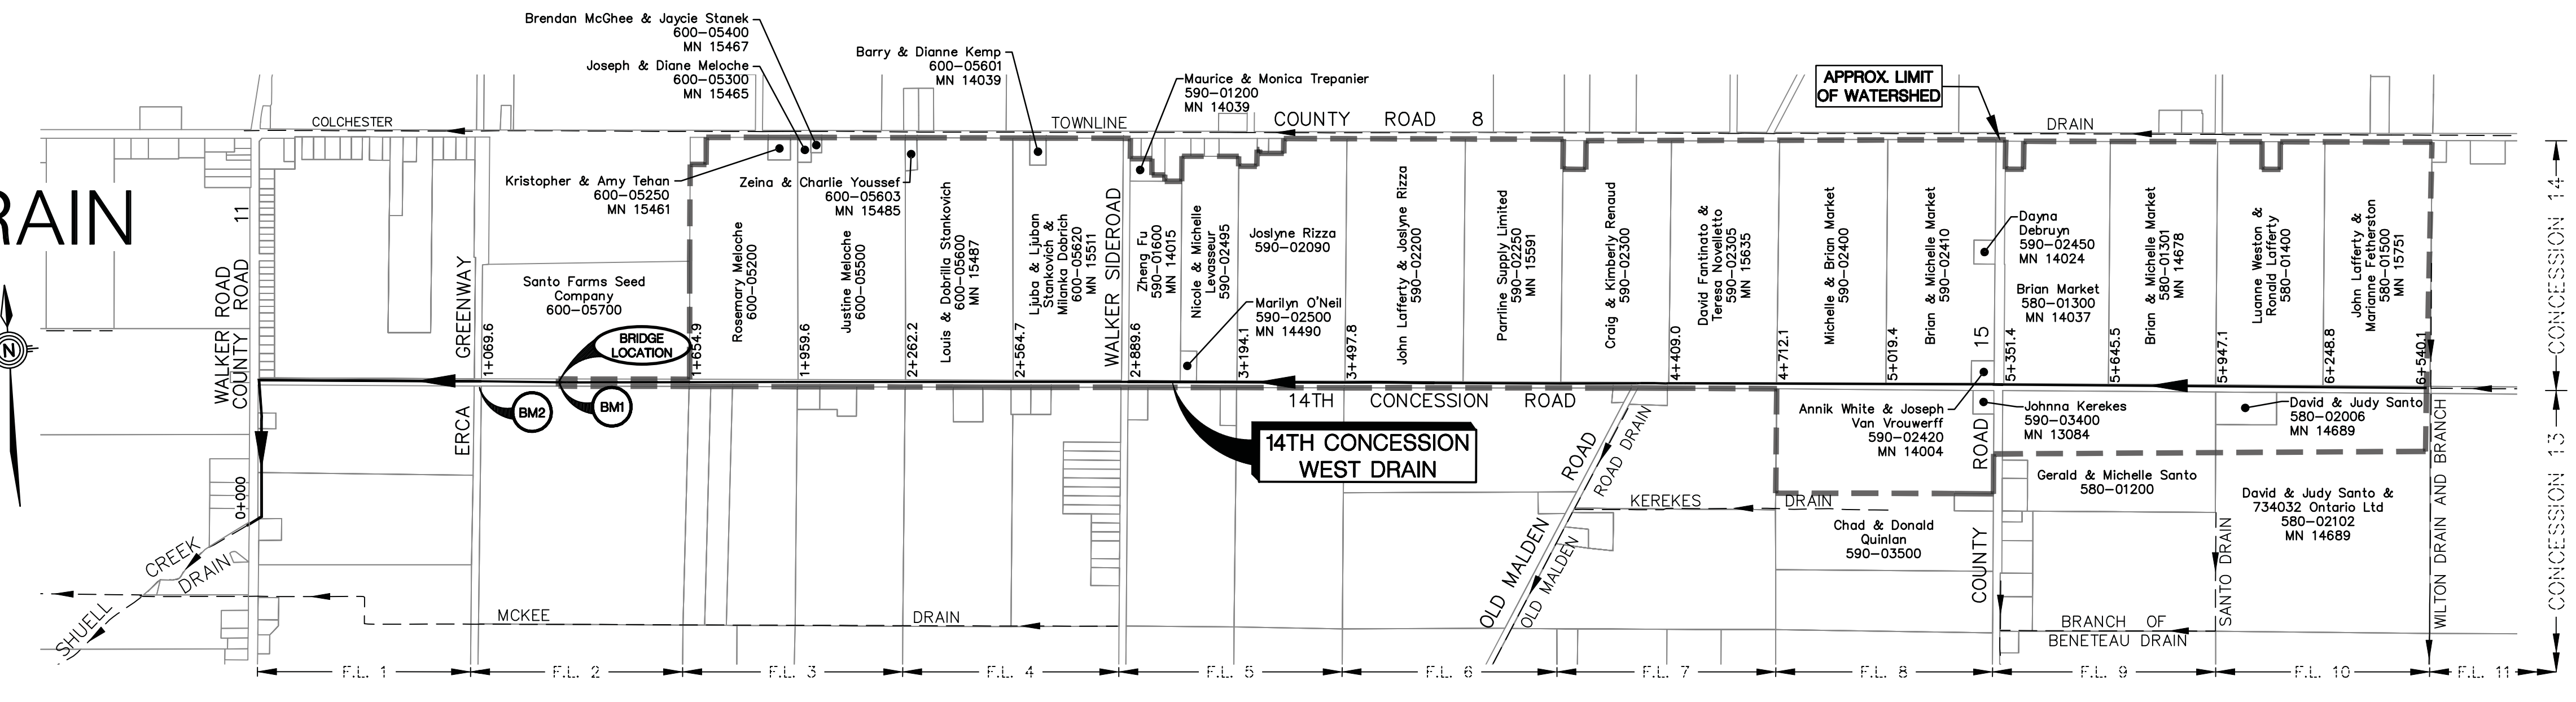 Brendan McGhee & Jaycie Stanek
600-05400
MN 15467
Joseph & Diane Meloche
600-05300
MN 15465
Barry & Dianne Kemp
600-05601
MN 14039
Maurice & Monica Trepanier
590-01200
MN 14039
APPROX. LIMIT
OF WATERSHED
COLCHESTER
TOWNLINE
COUNTY ROAD 8
DRAIN
Kristopher & Amy Tehan
600-05250
MN 15461
Zeina & Charlie Youssef
600-05603
MN 15485
RAIN
N
WALKER ROAD
COUNTY ROAD 11
ERCA GREENWAY
Santo Farms Seed
Company
600-05700
BRIDGE
LOCATION
Rosemary Meloche
600-05200
Justine Meloche
600-05500
Louis & Dobrilla Stankovich
600-05600
MN 15487
Ljuba & Ljuban
Stankovich &
Milanka Dobrich
600-05620
MN 15511
WALKER SIDEROAD
Zheng Fu
590-01600
MN 14015
Nicole & Michelle
Levasseur
590-02495
Joslyne Rizza
590-02090
Marilyn O'Neil
590-02500
MN 14490
John Lafferty & Joslyne Rizza
590-02200
Parrline Supply Limited
590-02250
MN 15591
Craig & Kimberly Renaud
590-02300
David Fantinato &
Teresa Novelletto
590-02305
MN 15635
Michelle & Brian Market
590-02400
Brian & Michelle Market
590-02410
Dayna
Debruyn
590-02450
MN 14024
Brian Market
580-01300
MN 14037
Brian & Michelle Market
580-01301
MN 14678
Luanne Weston &
Ronald Lafferty
580-01400
John Lafferty &
Marianne Fetherston
580-01500
MN 15751
CONCESSION 14
1+069.6
1+654.9
1+959.6
2+262.2
2+564.7
2+889.6
3+194.1
3+497.8
4+409.0
4+712.1
5+019.4
5+351.4
5+645.5
5+947.1
6+248.8
6+540.1
BM2
BM1
14TH CONCESSION ROAD
14TH CONCESSION
WEST DRAIN
Annik White & Joseph
Van Vrouwerff
590-02420
MN 14004
COUNTY ROAD 15
Johnna Kerekes
590-03400
MN 13084
David & Judy Santo
580-02006
MN 14689
Gerald & Michelle Santo
580-01200
David & Judy Santo &
734032 Ontario Ltd
580-02102
MN 14689
Chad & Donald
Quinlan
590-03500
KEREKES DRAIN
OLD MALDEN ROAD
OLD MALDEN ROAD DRAIN
0+000
SHUELL CREEK
DRAIN
MCKEE DRAIN
BRANCH OF
BENETEAU DRAIN
SANTO DRAIN
WILTON DRAIN AND BRANCH
CONCESSION 13
F.L. 1
F.L. 2
F.L. 3
F.L. 4
F.L. 5
F.L. 6
F.L. 7
F.L. 8
F.L. 9
F.L. 10
F.L. 11